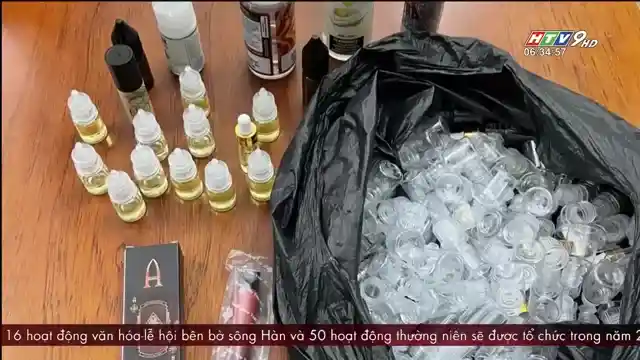 HTV9HD
06:34:57
A
16 hoạt động văn hóa-lễ hội bên bờ sông Hàn và 50 hoạt động thường niên sẽ được tổ chức trong năm 2